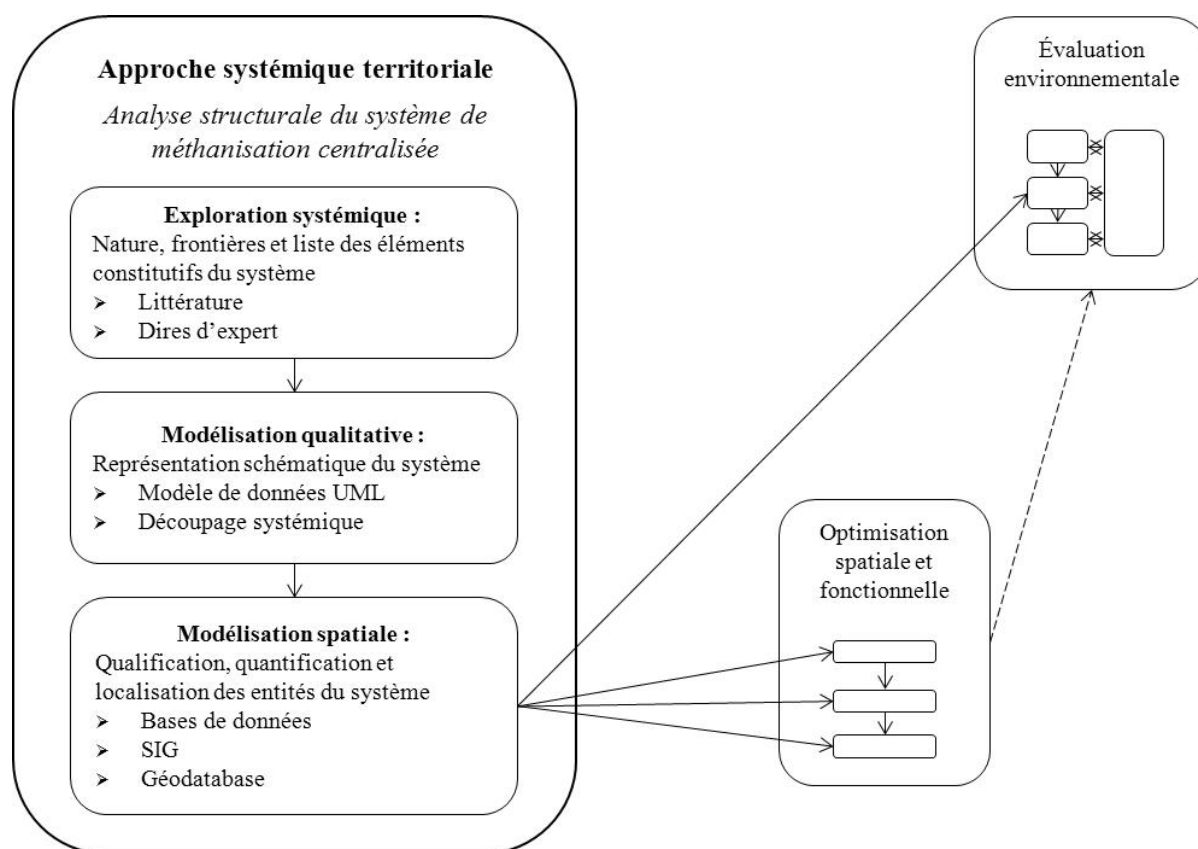 Approche systémique territoriale
Analyse structurale du système de
méthanisation centralisée
Exploration systémique :
Nature, frontières et liste des éléments
constitutifs du système
➤ Littérature
➤ Dires d’expert
Modélisation qualitative :
Représentation schématique du système
➤ Modèle de données UML
➤ Découpage systémique
Modélisation spatiale :
Qualification, quantification et
localisation des entités du système
➤ Bases de données
➤ SIG
➤ Géodatabase
Optimisation
spatiale et
fonctionnelle
Évaluation
environnementale